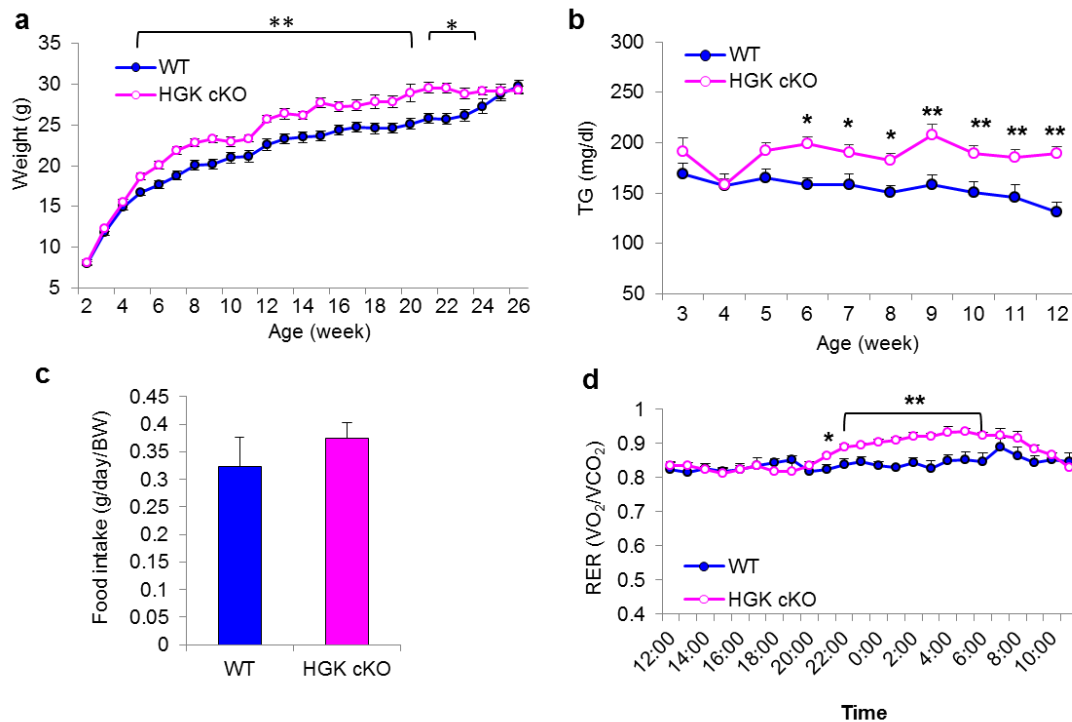 a
** *
35
30
25
20
15
10
5
Weight (g)
WT
HGK cKO
2 4 6 8 10 12 14 16 18 20 22 24 26
Age (week)
b
300
250
200
150
100
50
TG (mg/dl)
WT
HGK cKO
* * * ** ** ** **
3 4 5 6 7 8 9 10 11 12
Age (week)
c
0.45
0.4
0.35
0.3
0.25
0.2
0.15
0.1
0.05
0
Food intake (g/day/BW)
WT HGK cKO
d
**
*
1
0.9
0.8
0.7
0.6
0.5
0.4
RER (VO₂/VCO₂)
WT
HGK cKO
12:00 14:00 16:00 18:00 20:00 22:00 0:00 2:00 4:00 6:00 8:00 10:00
Time